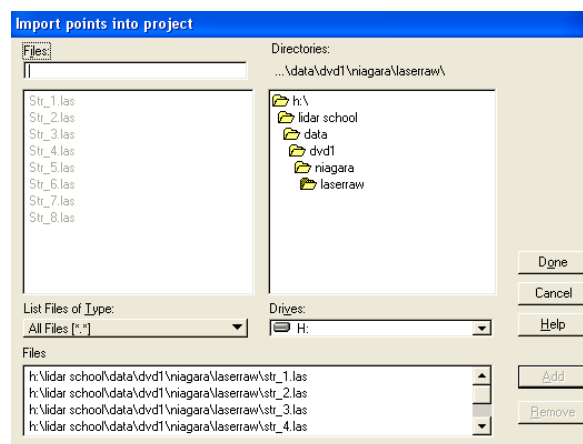 Import points into project
Files:
Directories:
...\data\dvd1\niagara\laserraw\
Str_1.las
Str_2.las
Str_3.las
Str_4.las
Str_5.las
Str_6.las
Str_7.las
Str_8.las
h:\
lidar school
data
dvd1
niagara
laserraw
Done
Cancel
Help
List Files of Type:
All Files [*.*]
Drives:
H:
Files
h:\lidar school\data\dvd1\niagara\laserraw\str_1.las
h:\lidar school\data\dvd1\niagara\laserraw\str_2.las
h:\lidar school\data\dvd1\niagara\laserraw\str_3.las
h:\lidar school\data\dvd1\niagara\laserraw\str_4.las
Add
Remove